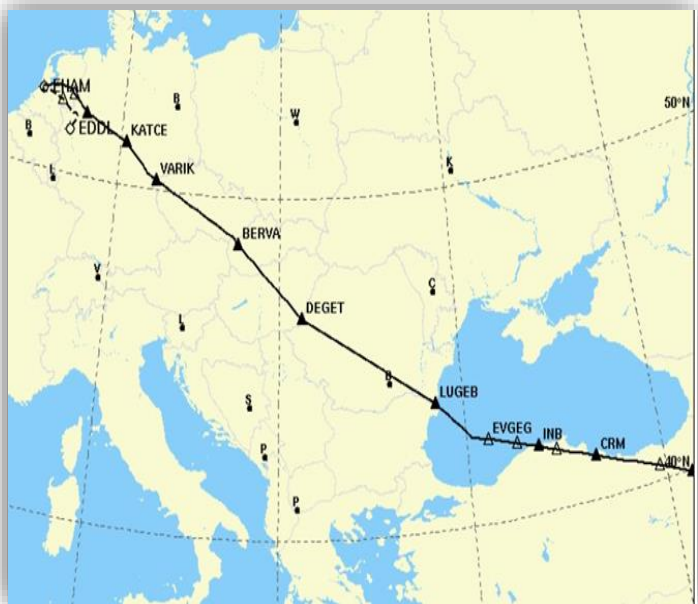 50°N
EHAM
B
EDDL
B
W
KATCE
K
L
VARIK
BERVA
V
C
DEGET
L
B
LUGEB
S
EVGEG
INB
CRM
P
40°N
P